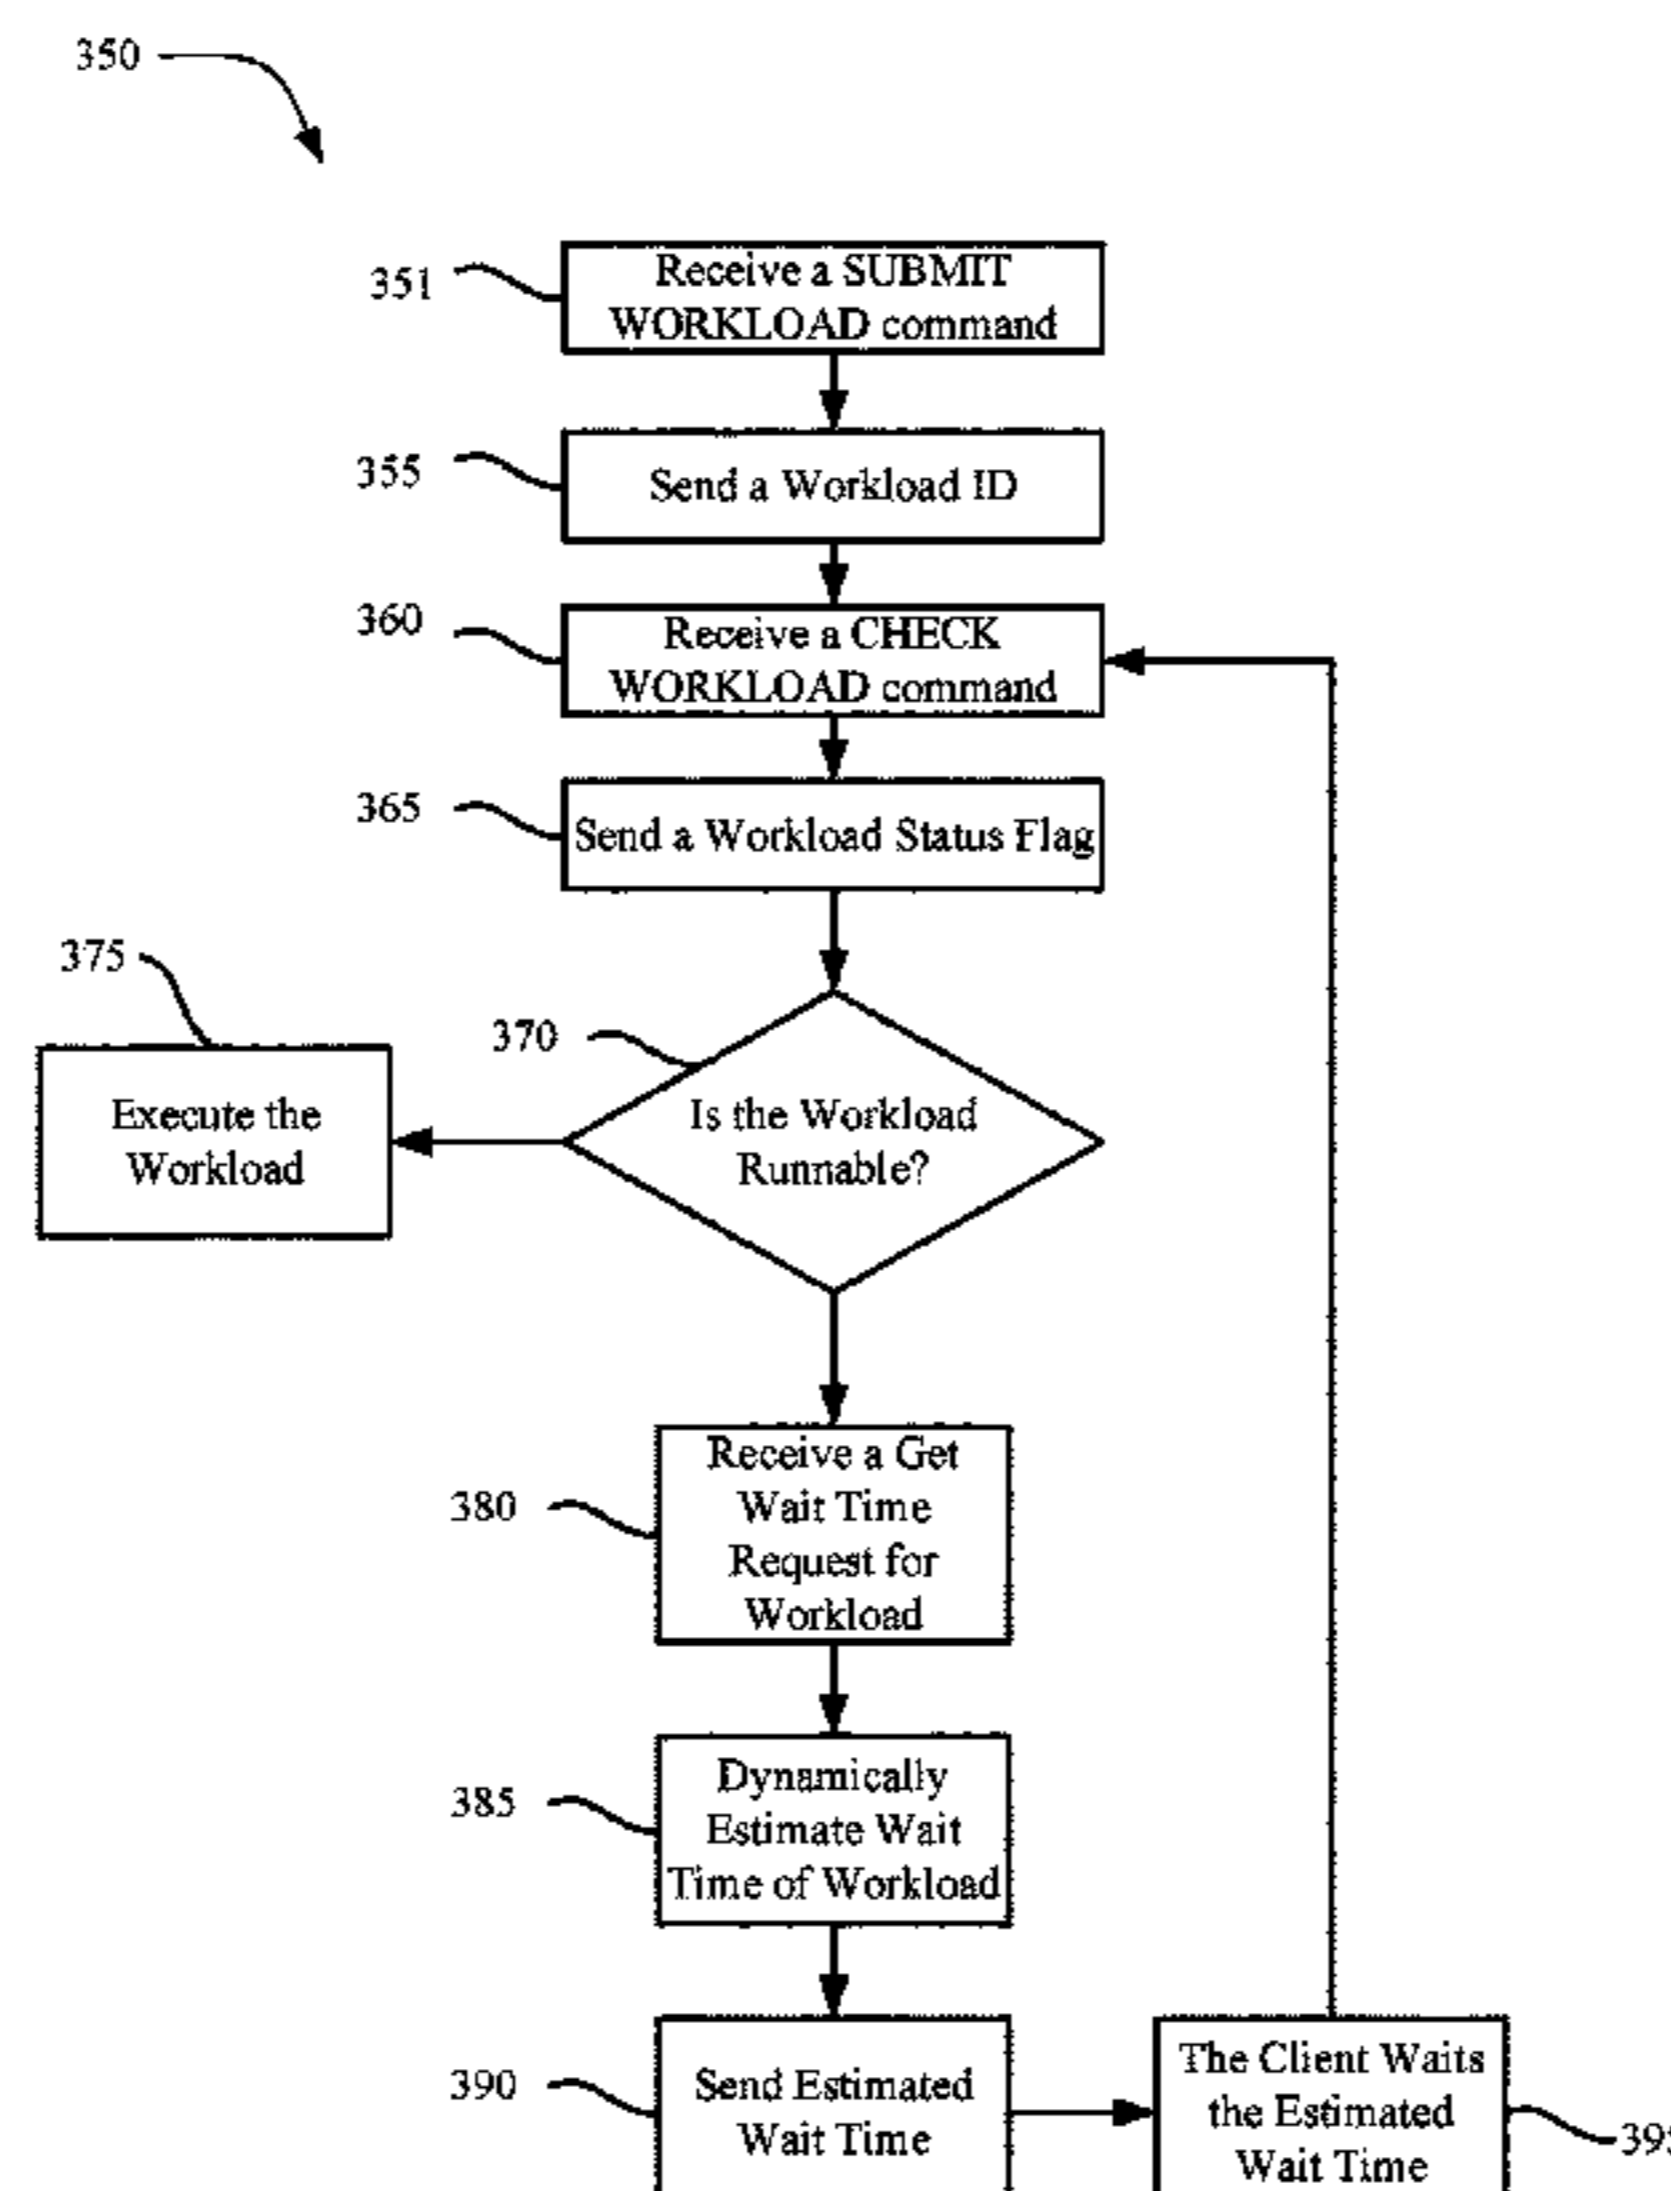 350
351
Receive a SUBMIT
WORKLOAD command
355
Send a Workload ID
360
Receive a CHECK
WORKLOAD command
365
Send a Workload Status Flag
375
Execute the
Workload
370
Is the Workload
Runnable?
380
Receive a Get
Wait Time
Request for
Workload
385
Dynamically
Estimate Wait
Time of Workload
390
Send Estimated
Wait Time
The Client Waits
the Estimated
Wait Time